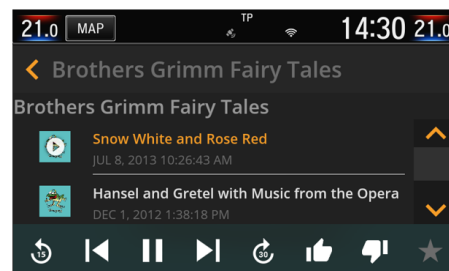 21.0 MAP TP 14:30 21.0
Brothers Grimm Fairy Tales
Brothers Grimm Fairy Tales
Snow White and Rose Red
JUL 8, 2013 10:26:43 AM
Hansel and Gretel with Music from the Opera
DEC 1, 2012 1:38:18 PM
15 30